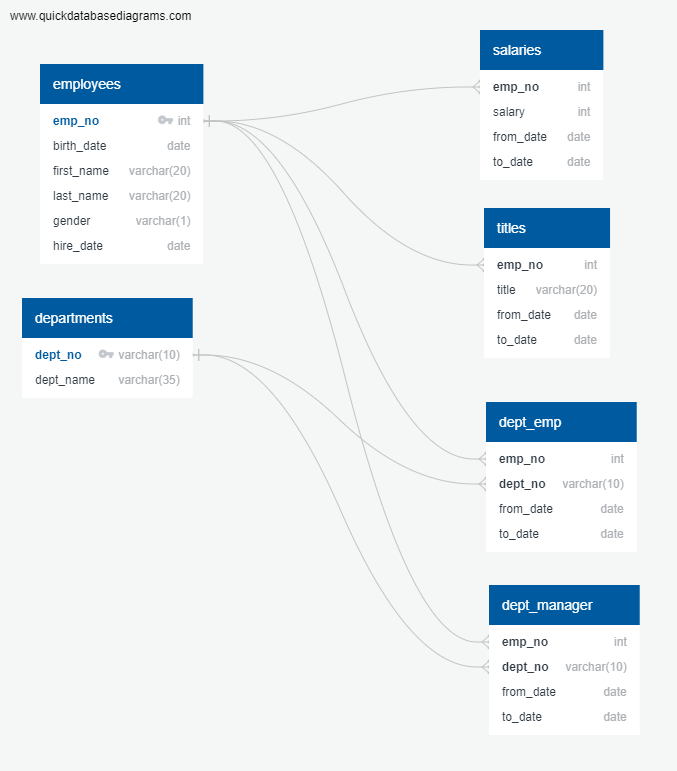 www.quickdatabasediagrams.com
employees
emp_no int
birth_date date
first_name varchar(20)
last_name varchar(20)
gender varchar(1)
hire_date date
departments
dept_no varchar(10)
dept_name varchar(35)
salaries
emp_no int
salary int
from_date date
to_date date
titles
emp_no int
title varchar(20)
from_date date
to_date date
dept_emp
emp_no int
dept_no varchar(10)
from_date date
to_date date
dept_manager
emp_no int
dept_no varchar(10)
from_date date
to_date date